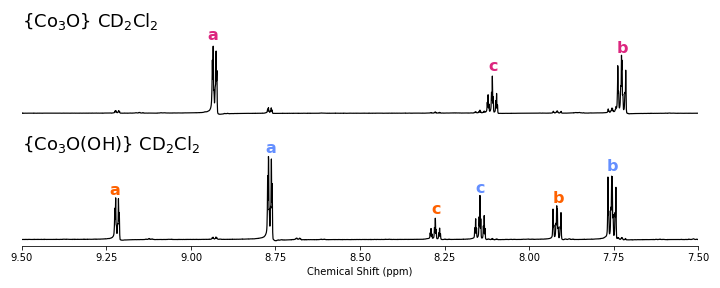 {Co₃O} CD₂Cl₂
a
c
b
{Co₃O(OH)} CD₂Cl₂
a a c c b b
9.50 9.25 9.00 8.75 8.50 8.25 8.00 7.75 7.50
Chemical Shift (ppm)